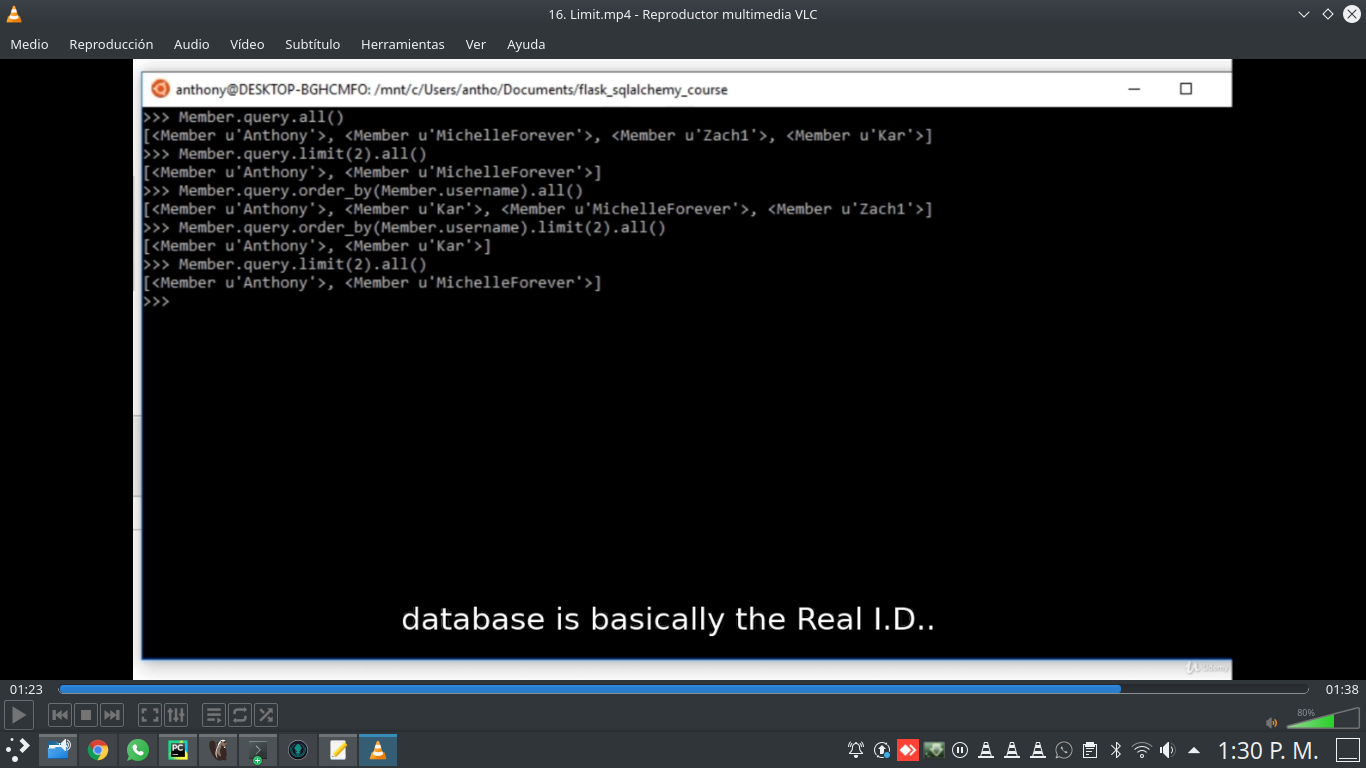 16. Limit.mp4 - Reproductor multimedia VLC
Medio Reproducción Audio Vídeo Subtítulo Herramientas Ver Ayuda
anthony@DESKTOP-BGHCMFO: /mnt/c/Users/antho/Documents/flask_sqlalchemy_course
>>> Member.query.all()
[<Member u'Anthony'>, <Member u'MichelleForever'>, <Member u'Zach1'>, <Member u'Kar'>]
>>> Member.query.limit(2).all()
[<Member u'Anthony'>, <Member u'MichelleForever'>]
>>> Member.query.order_by(Member.username).all()
[<Member u'Anthony'>, <Member u'Kar'>, <Member u'MichelleForever'>, <Member u'Zach1'>]
>>> Member.query.order_by(Member.username).limit(2).all()
[<Member u'Anthony'>, <Member u'Kar'>]
>>> Member.query.limit(2).all()
[<Member u'Anthony'>, <Member u'MichelleForever'>]
>>>
database is basically the Real I.D..
Udemy
01:23 01:38
80%
PC
1:30 P. M.